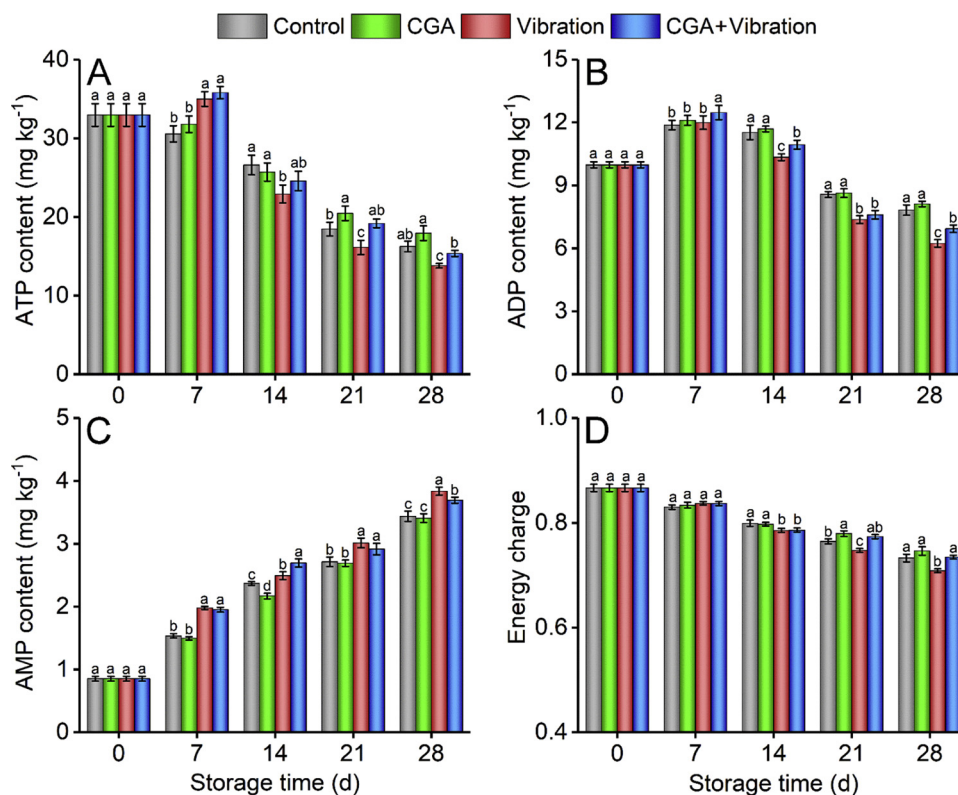 Control CGA Vibration CGA+Vibration
A
ATP content (mg kg⁻¹)
40
30
20
10
0
a a a a
b b a a
a a b ab
b a c ab
ab a c b
0 7 14 21 28
B
ADP content (mg kg⁻¹)
15
12
9
6
3
0
a a a a
b b b a
a a c b
a a b b
a a c b
0 7 14 21 28
C
AMP content (mg kg⁻¹)
5
4
3
2
1
0
a a a a
b b a a
c d b a
b b a a
c c a b
0 7 14 21 28
Storage time (d)
D
Energy charge
1.0
0.8
0.6
0.4
a a a a
a a a a
a a b b
b a c ab
a a b a
0 7 14 21 28
Storage time (d)